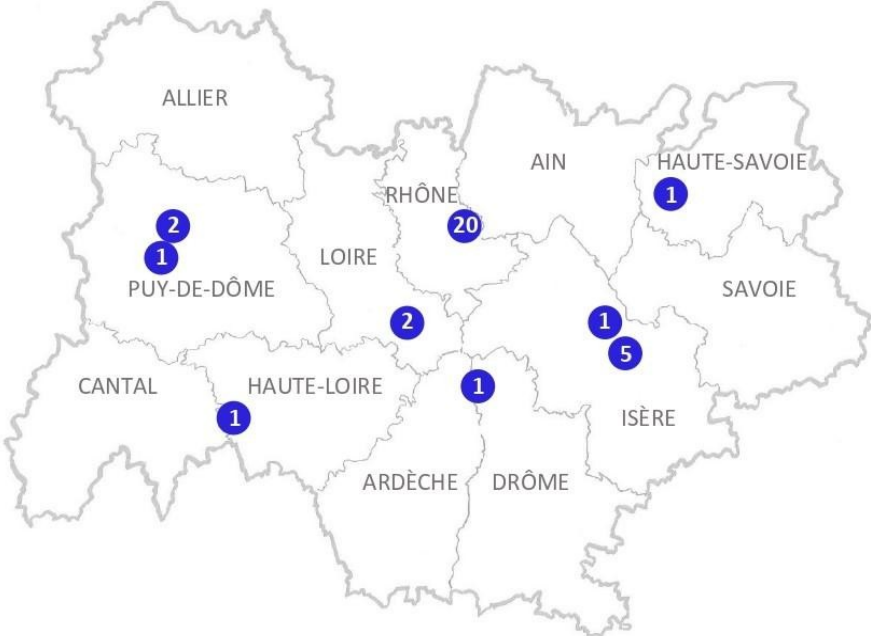 ALLIER
AIN
HAUTE-SAVOIE
RHÔNE
1
2
20
LOIRE
1
PUY-DE-DÔME
SAVOIE
2
1
5
CANTAL
HAUTE-LOIRE
1
1
ISÈRE
ARDÈCHE
DRÔME